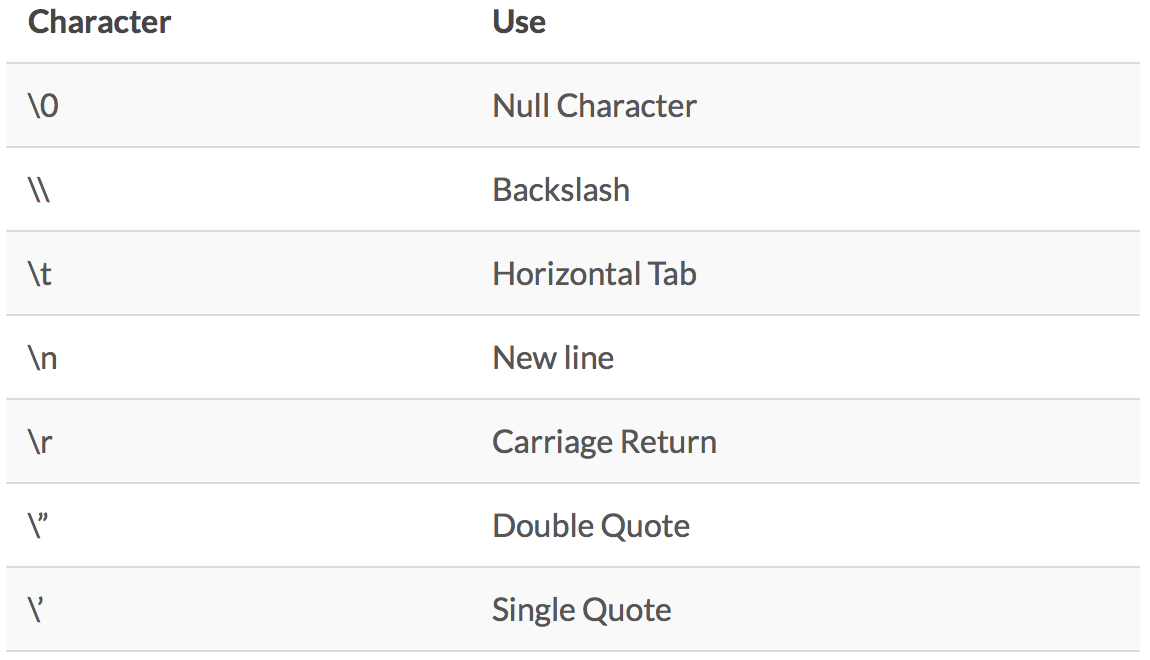 Character Use
\0 Null Character
\\ Backslash
\t Horizontal Tab
\n New line
\r Carriage Return
\” Double Quote
\’ Single Quote